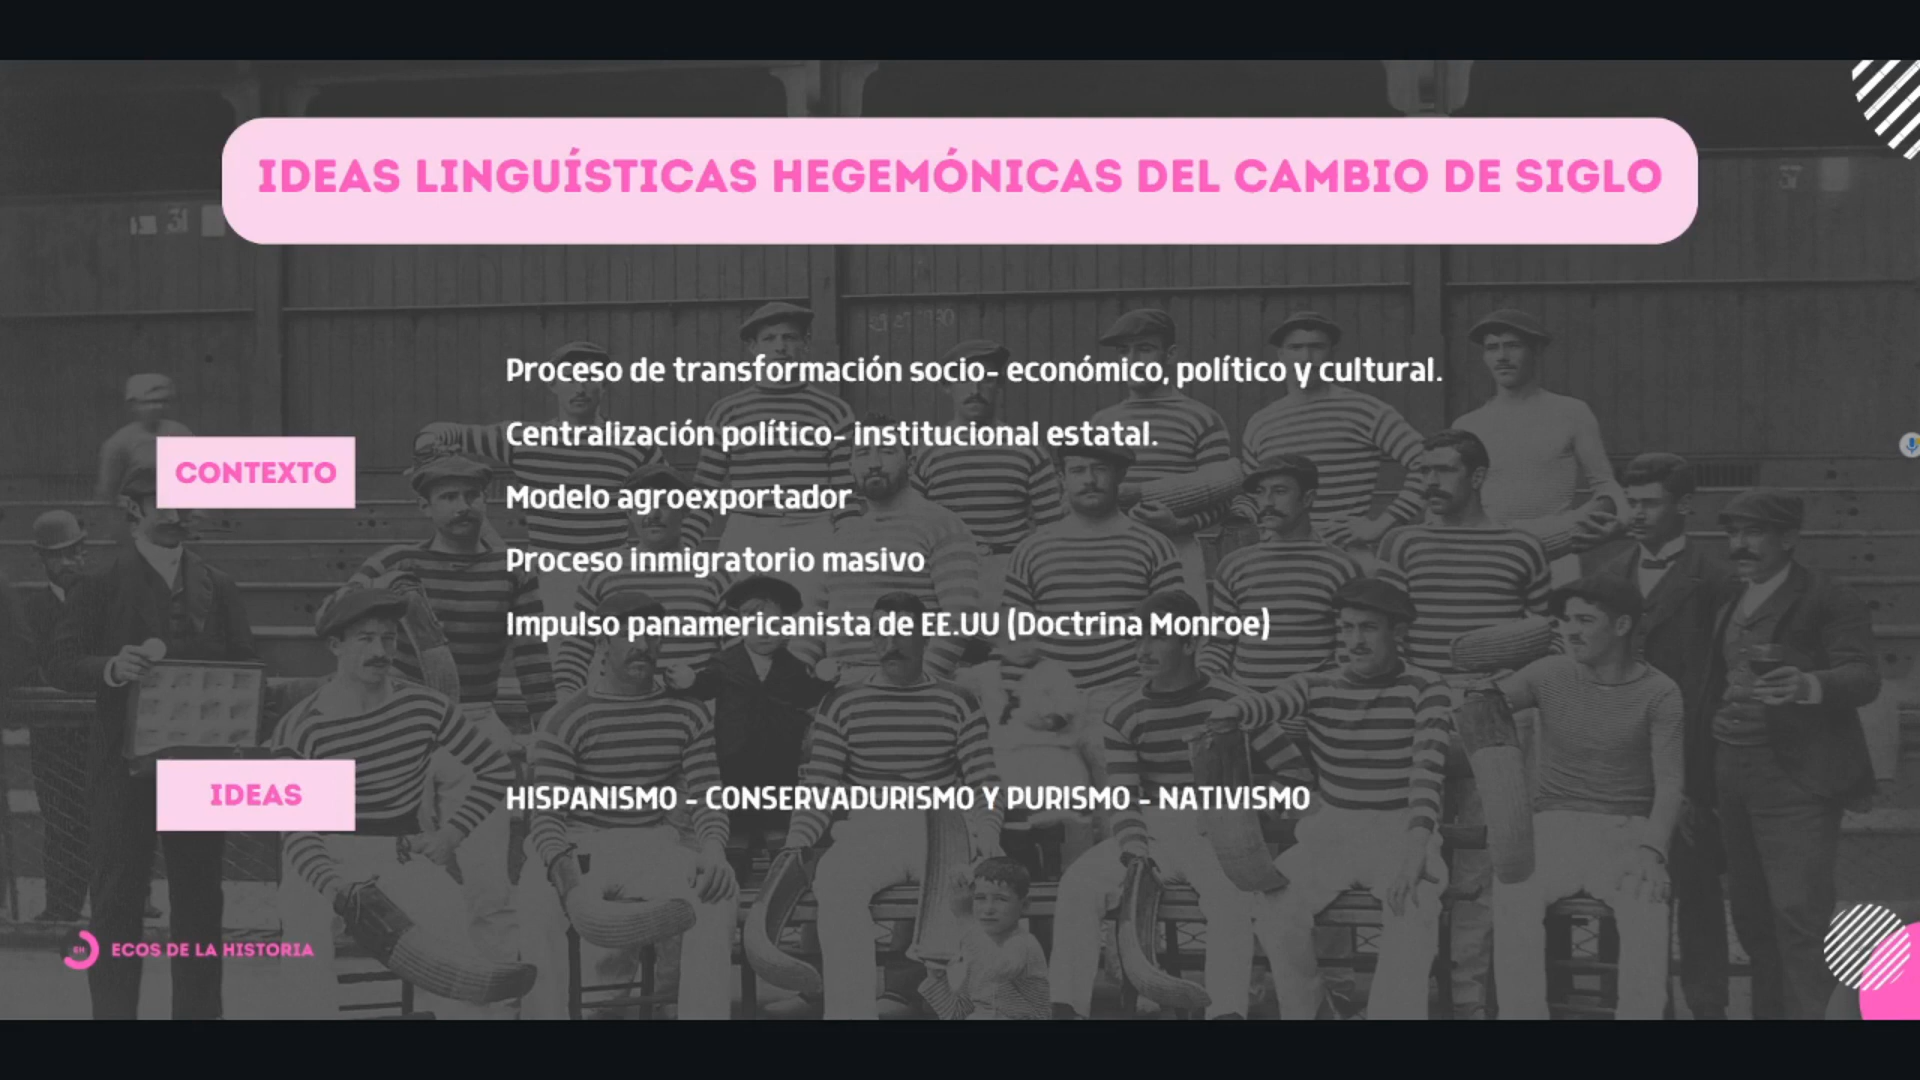 IDEAS LINGUÍSTICAS HEGEMÓNICAS DEL CAMBIO DE SIGLO
31
Proceso de transformación socio- económico, político y cultural.
Centralización político- institucional estatal.
CONTEXTO
Modelo agroexportador
Proceso inmigratorio masivo
Impulso panamericanista de EE.UU (Doctrina Monroe)
IDEAS
HISPANISMO - CONSERVADURISMO Y PURISMO - NATIVISMO
EH ECOS DE LA HISTORIA